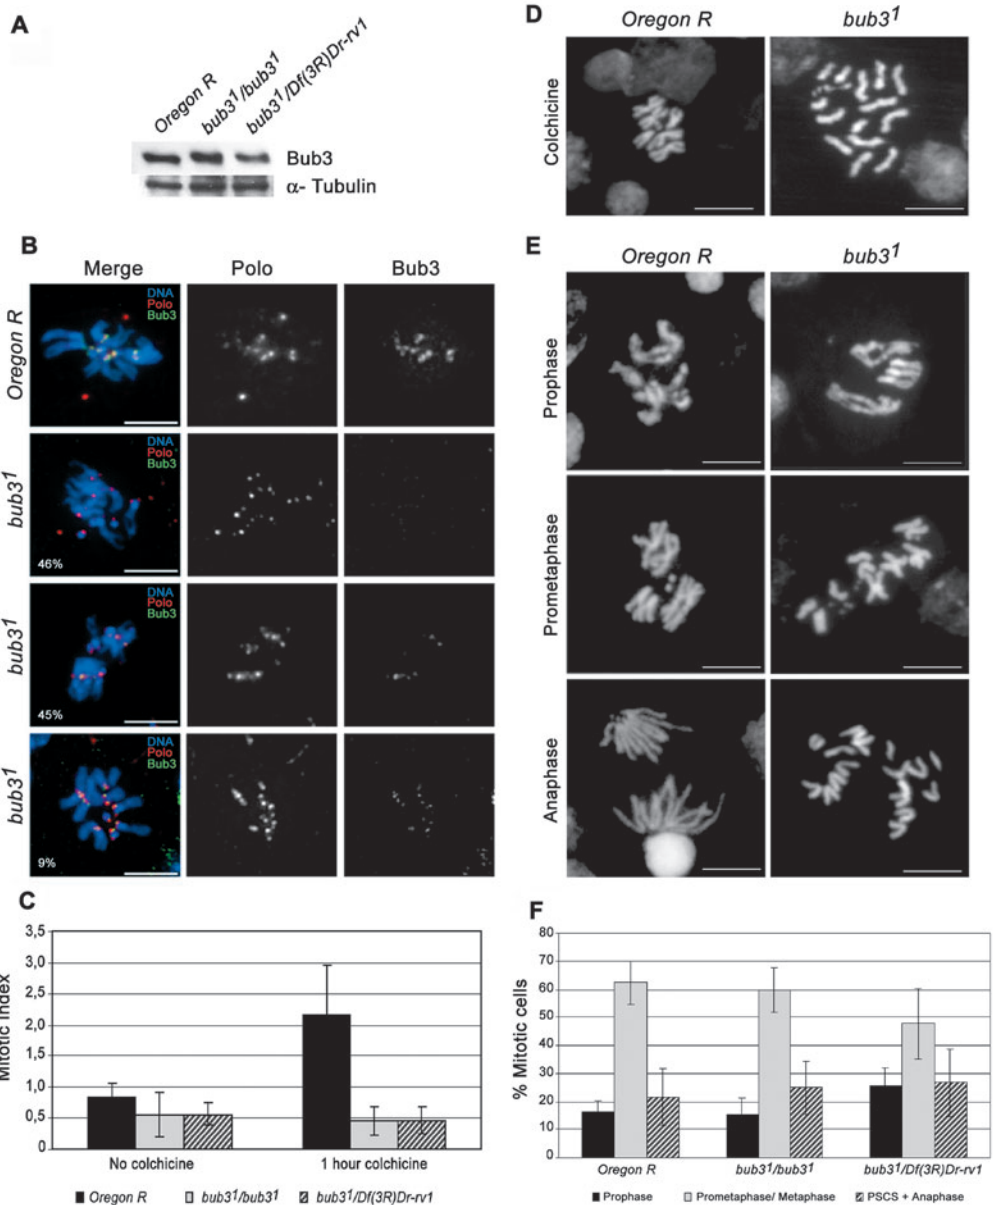 A
Oregon R
bub3¹/bub3¹
bub3¹/Df(3R)Dr-rv1
Bub3
α- Tubulin
B
Merge
Polo
Bub3
Oregon R
DNA
Polo
Bub3
bub3¹
DNA
Polo
Bub3
46%
bub3¹
DNA
Polo
Bub3
45%
bub3¹
DNA
Polo
Bub3
9%
C
Mitotic Index
3,5
3,0
2,5
2,0
1,5
1,0
0,5
0
No colchicine
1 hour colchicine
Oregon R
bub3¹/bub3¹
bub3¹/Df(3R)Dr-rv1
D
Oregon R
bub3¹
Colchicine
E
Oregon R
bub3¹
Prophase
Prometaphase
Anaphase
F
% Mitotic cells
80
70
60
50
40
30
20
10
0
Oregon R
bub3¹/bub3¹
bub3¹/Df(3R)Dr-rv1
Prophase
Prometaphase/ Metaphase
PSCS + Anaphase